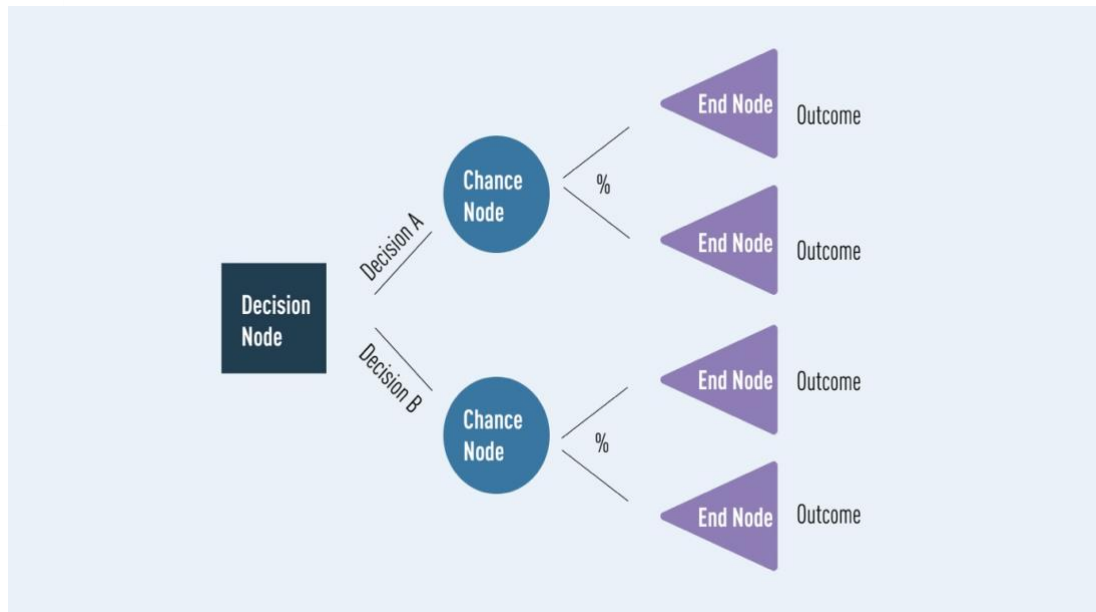 Decision
Node
Decision A
Decision B
Chance
Node
%
Chance
Node
%
End Node
Outcome
End Node
Outcome
End Node
Outcome
End Node
Outcome